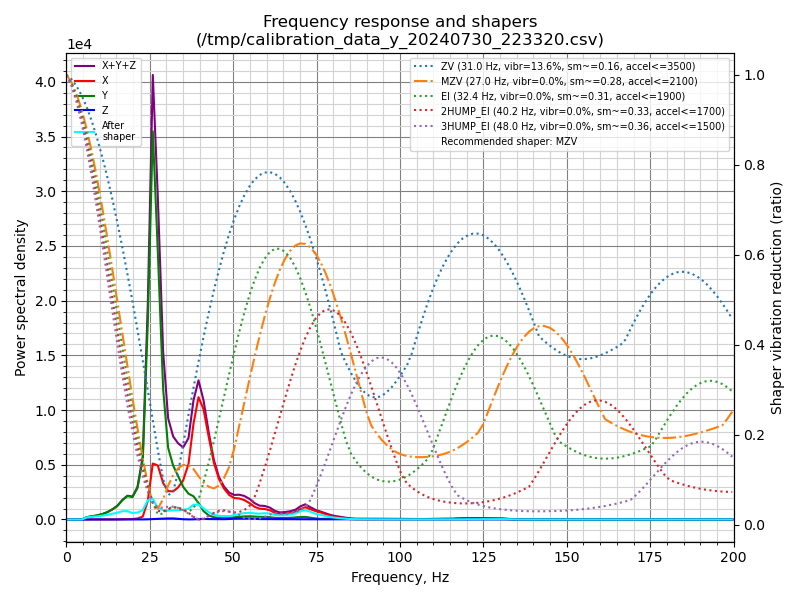 Frequency response and shapers
(/tmp/calibration_data_y_20240730_223320.csv)
1e4
X+Y+Z
X
Y
Z
After
shaper
ZV (31.0 Hz, vibr=13.6%, sm~=0.16, accel<=3500)
MZV (27.0 Hz, vibr=0.0%, sm~=0.28, accel<=2100)
EI (32.4 Hz, vibr=0.0%, sm~=0.31, accel<=1900)
2HUMP_EI (40.2 Hz, vibr=0.0%, sm~=0.33, accel<=1700)
3HUMP_EI (48.0 Hz, vibr=0.0%, sm~=0.36, accel<=1500)
Recommended shaper: MZV
Power spectral density
4.0
3.5
3.0
2.5
2.0
1.5
1.0
0.5
0.0
1.0
0.8
0.6
0.4
0.2
0.0
Shaper vibration reduction (ratio)
0 25 50 75 100 125 150 175 200
Frequency, Hz